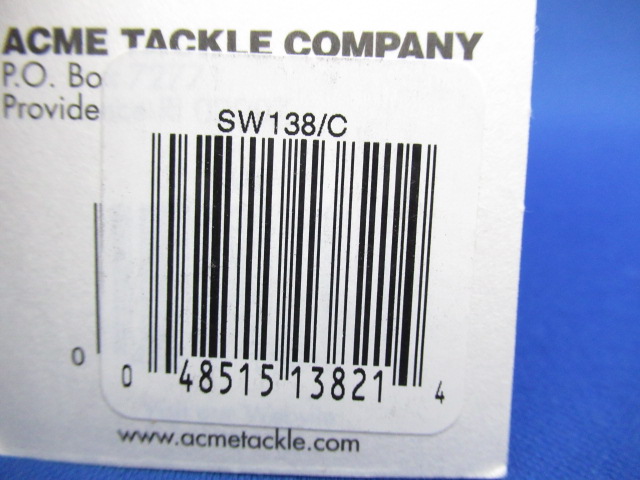 ACME TACKLE COMPANY
P.O. Bo
Provide
SW138/C
0
0 48515 13821 4
www.acmetackle.com